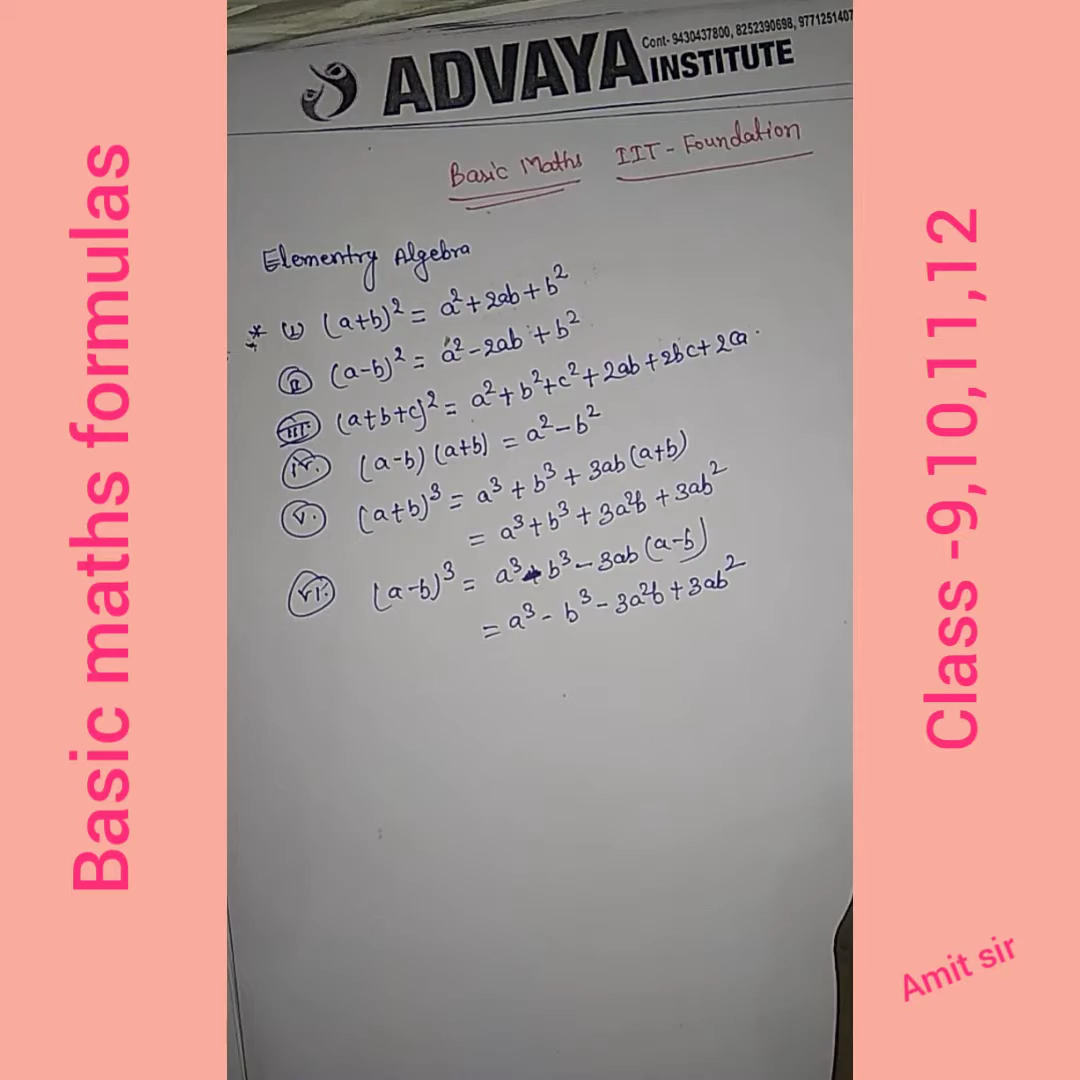 Basic maths formulas
ADVAYA INSTITUTE
Cont- 9430437800, 8252390698, 9771251407
Basic Maths IIT - Foundation
Elementry Algebra
(i) (a+b)² = a² + 2ab + b²
(ii) (a-b)² = a² - 2ab + b²
(iii) (a+b+c)² = a² + b² + c² + 2ab + 2bc + 2ca.
iv. (a-b) (a+b) = a² - b²
v. (a+b)³ = a³ + b³ + 3ab (a+b)
= a³ + b³ + 3a²b + 3ab²
vi. (a-b)³ = a³ - b³ - 3ab (a-b)
= a³ - b³ - 3a²b + 3ab²
Class -9,10,11,12
Amit sir